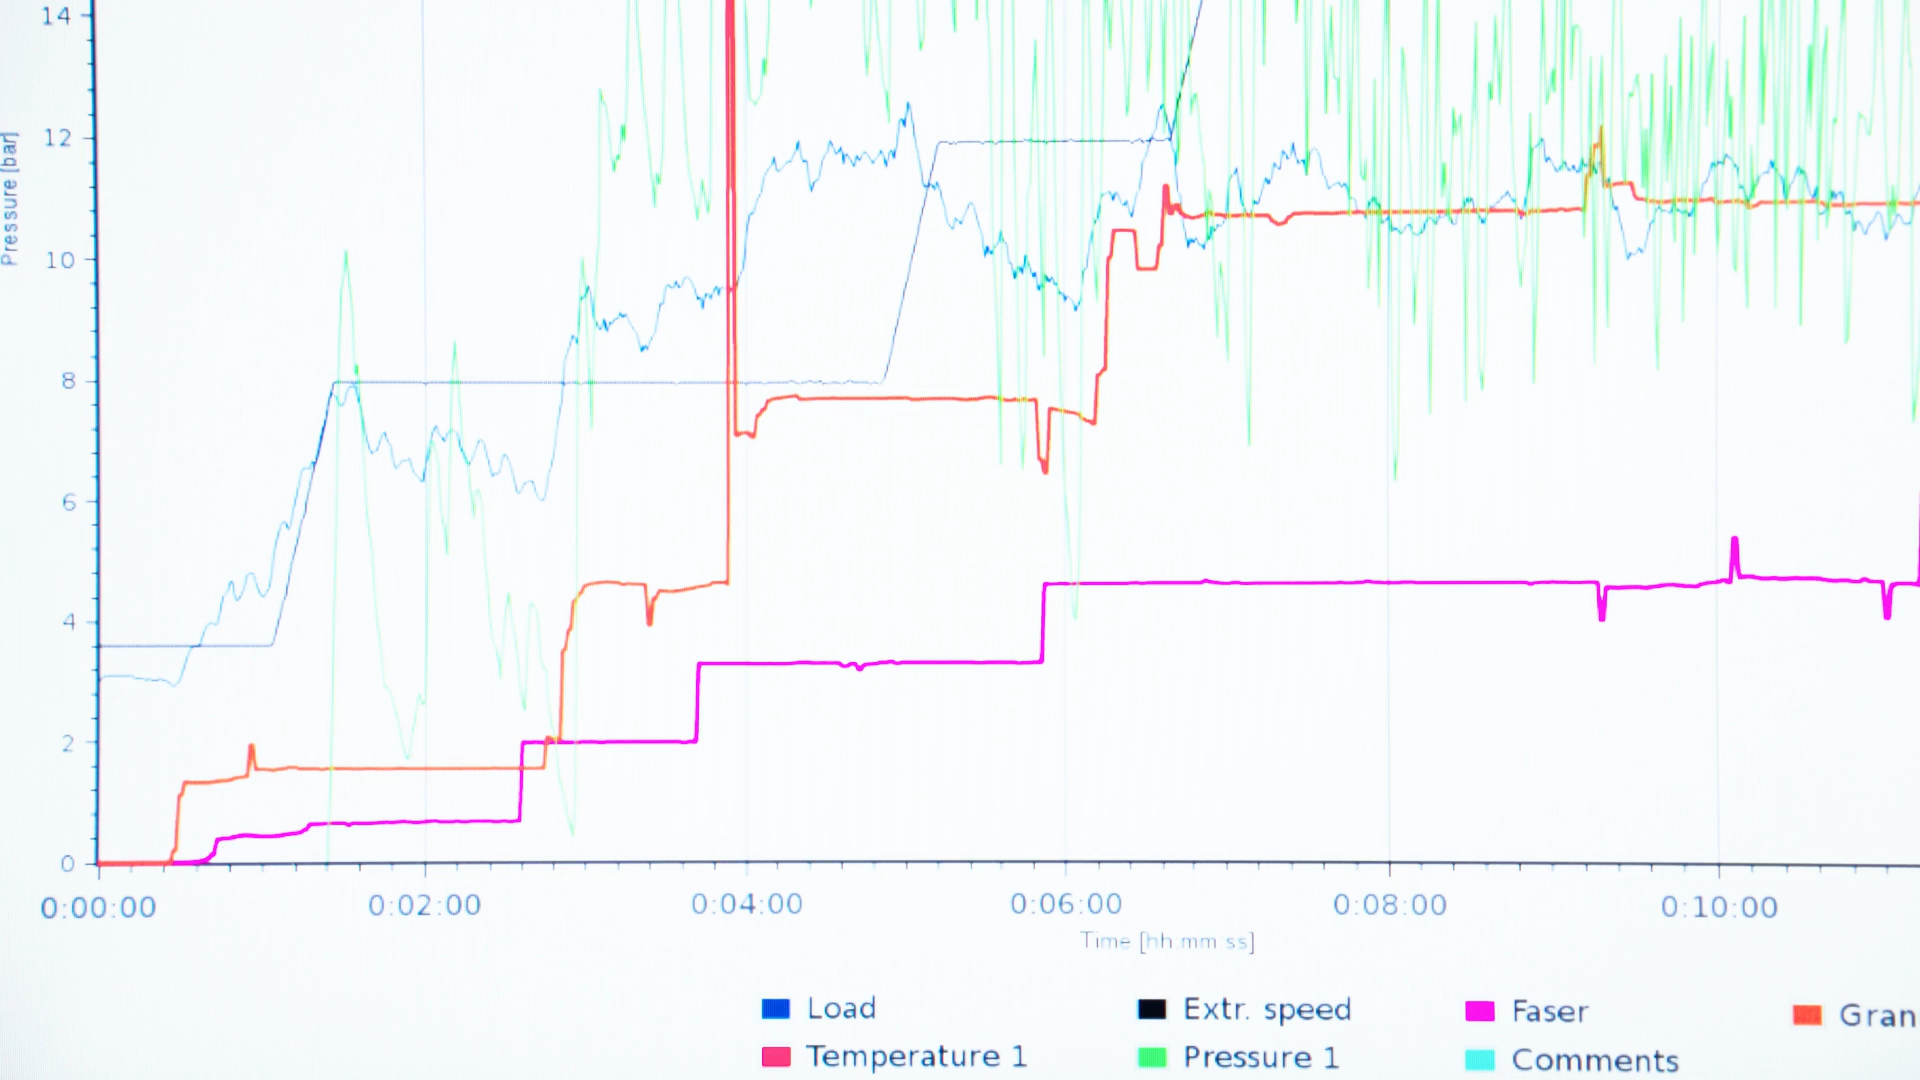 14
12
10
8
6
4
2
0
Pressure [bar]
0:00:00 0:02:00 0:04:00 0:06:00 0:08:00 0:10:00
Time [hh mm ss]
Load Extr. speed Faser Gran
Temperature 1 Pressure 1 Comments